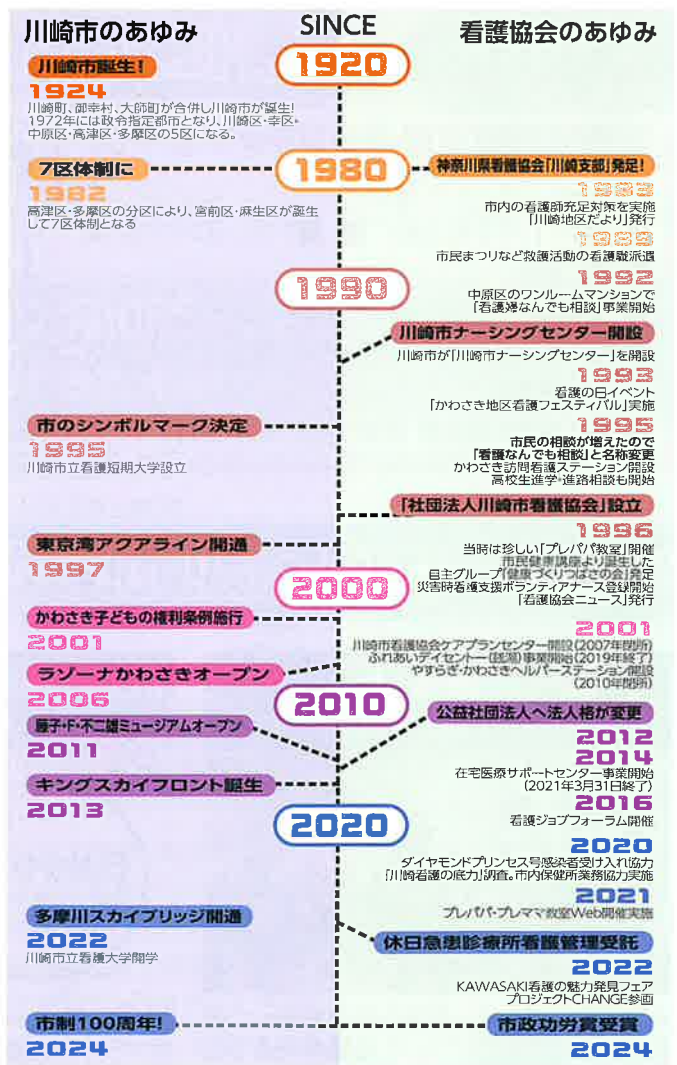 川崎市のあゆみ
SINCE
看護協会のあゆみ
1920
川崎市誕生!
1924
川崎町、御幸村、大師町が合併し川崎市が誕生!
1972年には政令指定都市となり、川崎区・幸区・
中原区・高津区・多摩区の5区になる。
1980
7区体制に
1982
高津区・多摩区の分区により、宮前区・麻生区が誕生
して7区体制となる
神奈川県看護協会「川崎支部」発足!
1983
市内の看護師充足対策を実施
「川崎地区だより」発行
市民まつりなど救護活動の看護職派遣
1990
1992
中原区のワンルームマンションで
「看護婦なんでも相談」事業開始
川崎市ナーシングセンター開設
川崎市が「川崎市ナーシングセンター」を開設
1993
看護の日イベント
「かわさき地区看護フェスティバル」実施
市のシンボルマーク決定
1995
川崎市立看護短期大学設立
1995
市民の相談が増えたので
「看護なんでも相談」と名称変更
かわさき訪問看護ステーション開設
高校生進学・進路相談も開始
「社団法人川崎市看護協会」設立
1996
当時は珍しい「プレパパ教室」開催
市民健康講座より誕生した
自主グループ「健康づくりつばさの会」発足
災害時看護支援ボランティアナース登録開始
「看護協会ニュース」発行
東京湾アクアライン開通
1997
2000
かわさき子どもの権利条例施行
2001
2001
川崎市看護協会ケアプランセンター開設(2007年閉所)
ふれあいデイセンター(託老)事業開始(2019年終了)
やすらぎ・かわさきヘルパーステーション開設
(2010年閉所)
ラゾーナかわさきオープン
2006
2010
藤子・F・不二雄ミュージアムオープン
2011
公益社団法人へ法人格が変更
2012
2014
在宅医療サポートセンター事業開始
(2021年3月31日終了)
キングスカイフロント誕生
2013
2016
看護ジョブフォーラム開催
2020
2020
ダイヤモンドプリンセス号感染者受け入れ協力
「川崎看護の底力」調査。市内保健所業務協力実施
2021
プレパパ・プレママ教室Web開催実施
多摩川スカイブリッジ開通
2022
川崎市立看護大学開学
休日急患診療所看護管理受託
2022
KAWASAKI看護の魅力発見フェア
プロジェクトCHANGE参画
市制100周年!
2024
市政功労賞受賞
2024